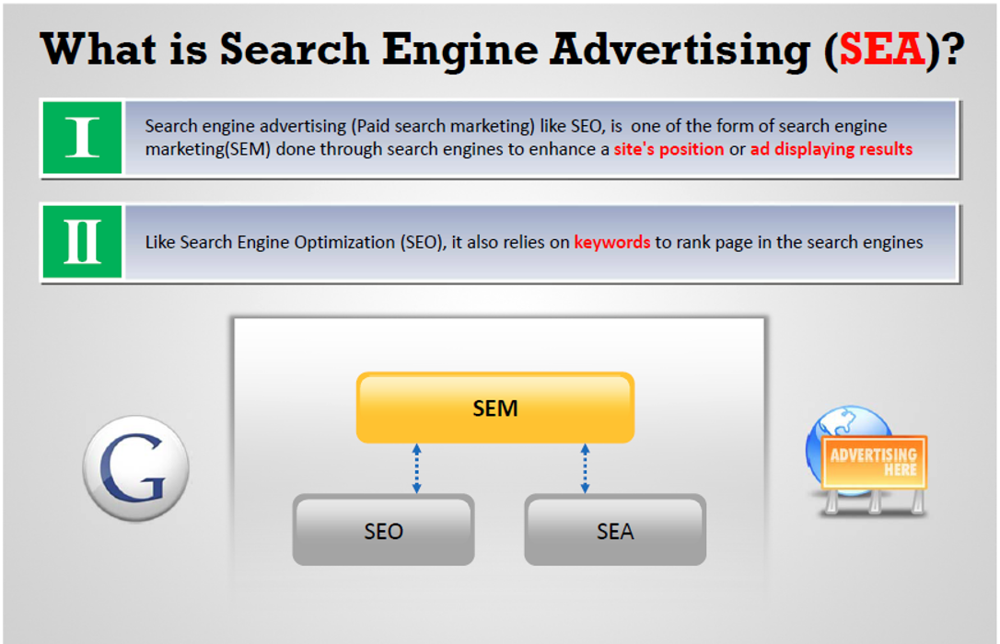 What is Search Engine Advertising (SEA)?
I
Search engine advertising (Paid search marketing) like SEO, is one of the form of search engine
marketing(SEM) done through search engines to enhance a site's position or ad displaying results
II
Like Search Engine Optimization (SEO), it also relies on keywords to rank page in the search engines
SEM
G
ADVERTISING
HERE
SEO
SEA